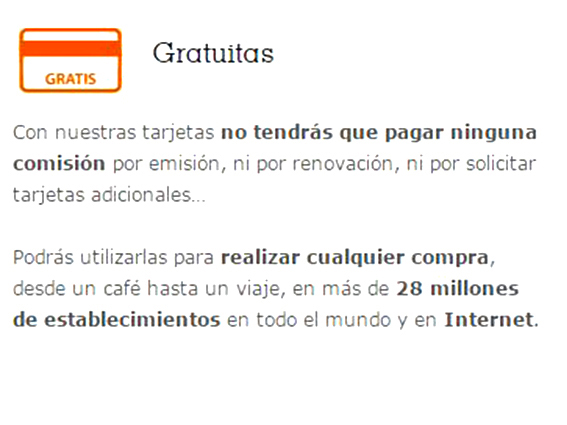 GRATIS
Gratuitas
Con nuestras tarjetas no tendrás que pagar ninguna
comisión por emisión, ni por renovación, ni por solicitar
tarjetas adicionales...
Podrás utilizarlas para realizar cualquier compra,
desde un café hasta un viaje, en más de 28 millones
de establecimientos en todo el mundo y en Internet.